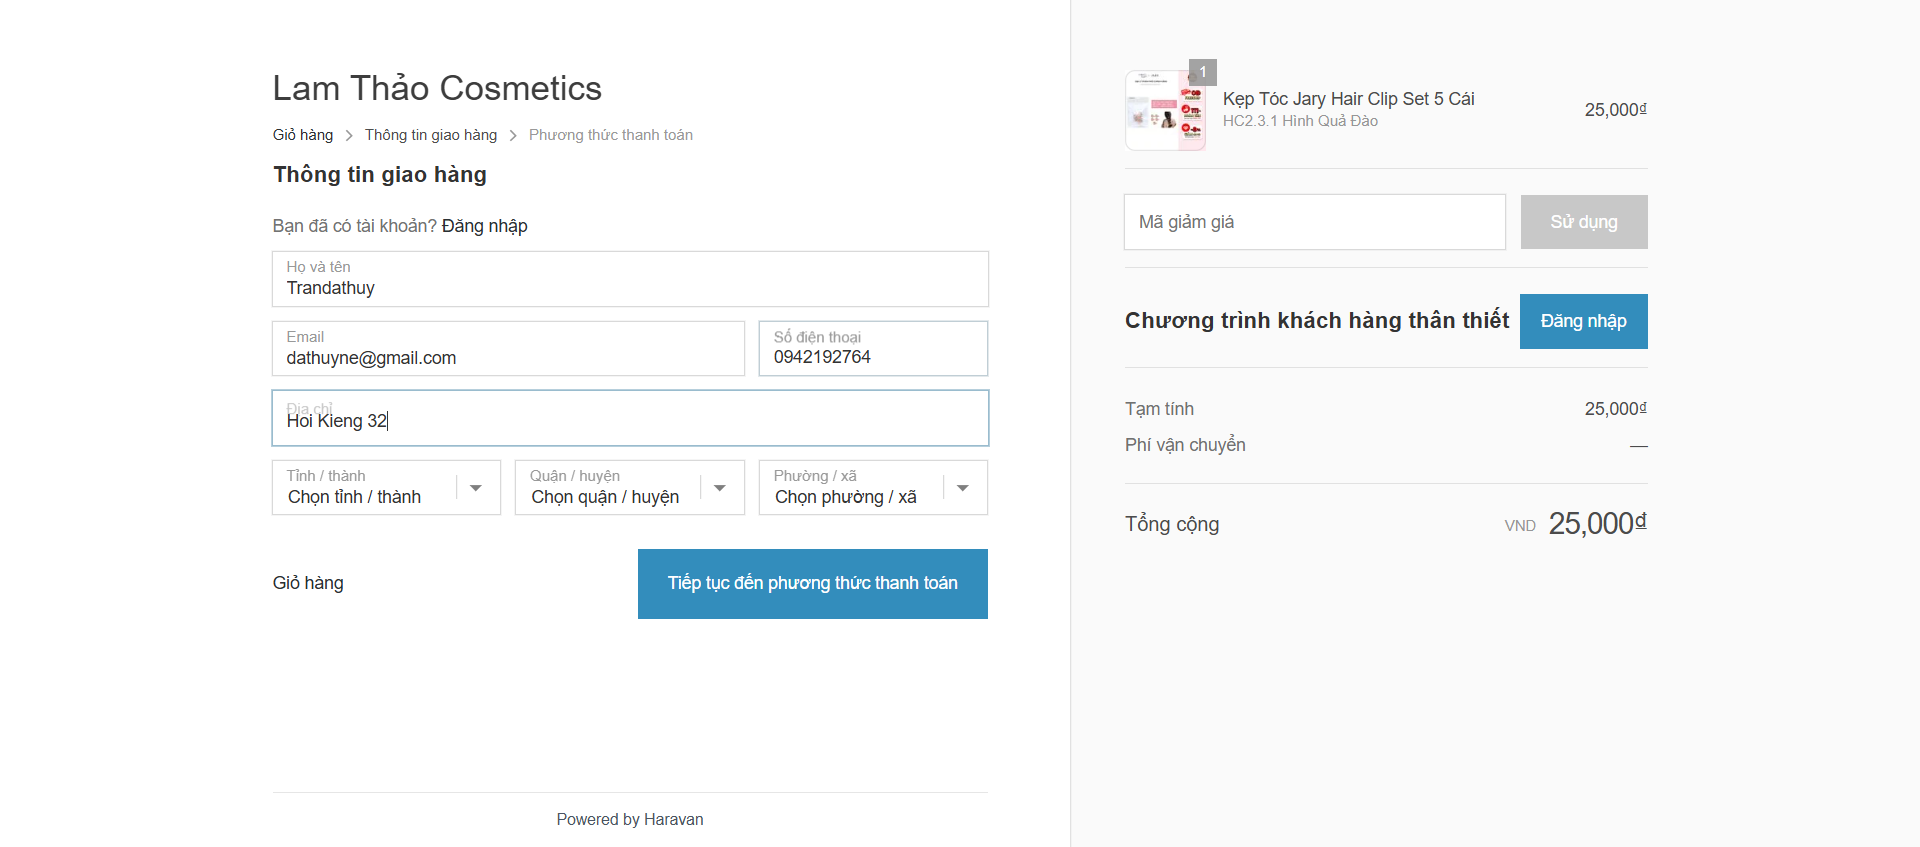 Lam Thảo Cosmetics
Giỏ hàng
Thông tin giao hàng
Phương thức thanh toán
Thông tin giao hàng
Bạn đã có tài khoản? Đăng nhập
Họ và tên
Trandathuy
Email
dathuyne@gmail.com
Số điện thoại
0942192764
Địa chỉ
Hoi Kieng 32
Tỉnh / thành
Chọn tỉnh / thành
Quận / huyện
Chọn quận / huyện
Phường / xã
Chọn phường / xã
Giỏ hàng
Tiếp tục đến phương thức thanh toán
Powered by Haravan
1
Kẹp Tóc Jary Hair Clip Set 5 Cái
HC2.3.1 Hình Quả Đào
25,000₫
Mã giảm giá
Sử dụng
Chương trình khách hàng thân thiết
Đăng nhập
Tạm tính
25,000₫
Phí vận chuyển
—
Tổng cộng
VND 25,000₫